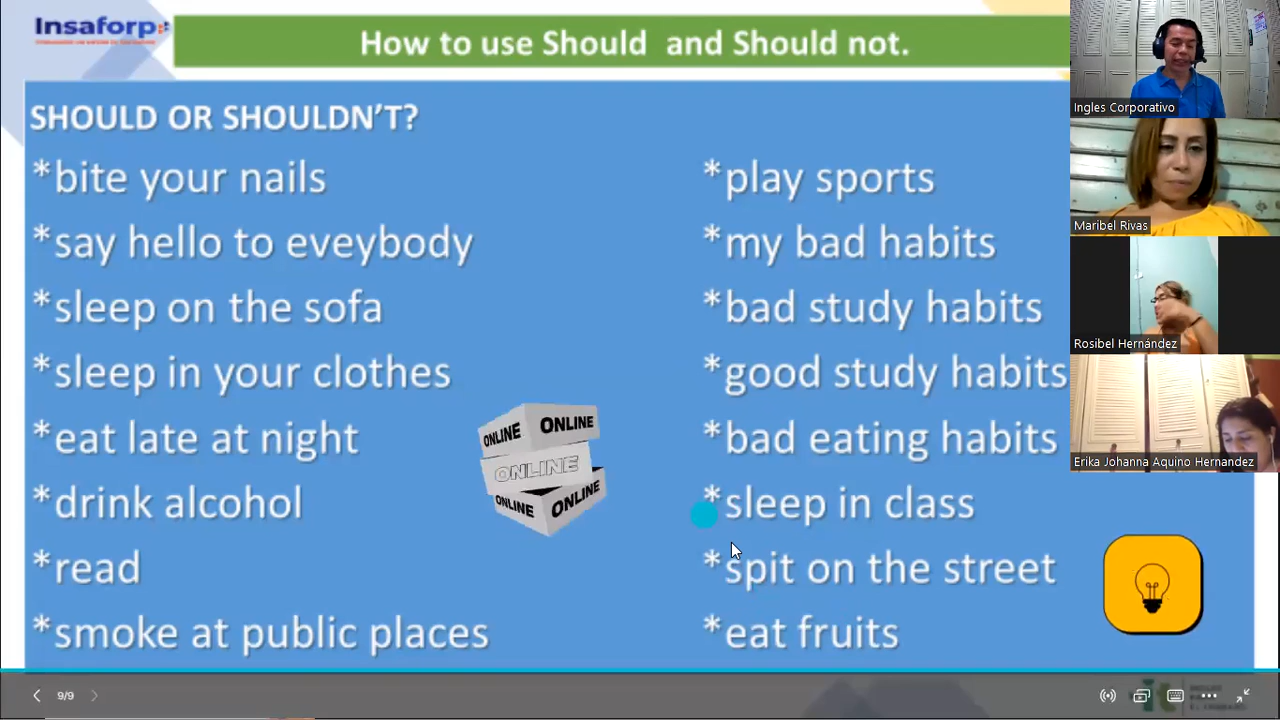 Insaforp
How to use Should and Should not.
SHOULD OR SHOULDN'T?
*bite your nails
*say hello to eveybody
*sleep on the sofa
*sleep in your clothes
*eat late at night
*drink alcohol
*read
*smoke at public places
*play sports
*my bad habits
*bad study habits
*good study habits
*bad eating habits
*sleep in class
*spit on the street
*eat fruits
ONLINE ONLINE
ONLINE
ONLINE ONLINE
Ingles Corporativo
Maribel Rivas
Rosibel Hernández
Erika Johanna Aquino Hernandez
9/9